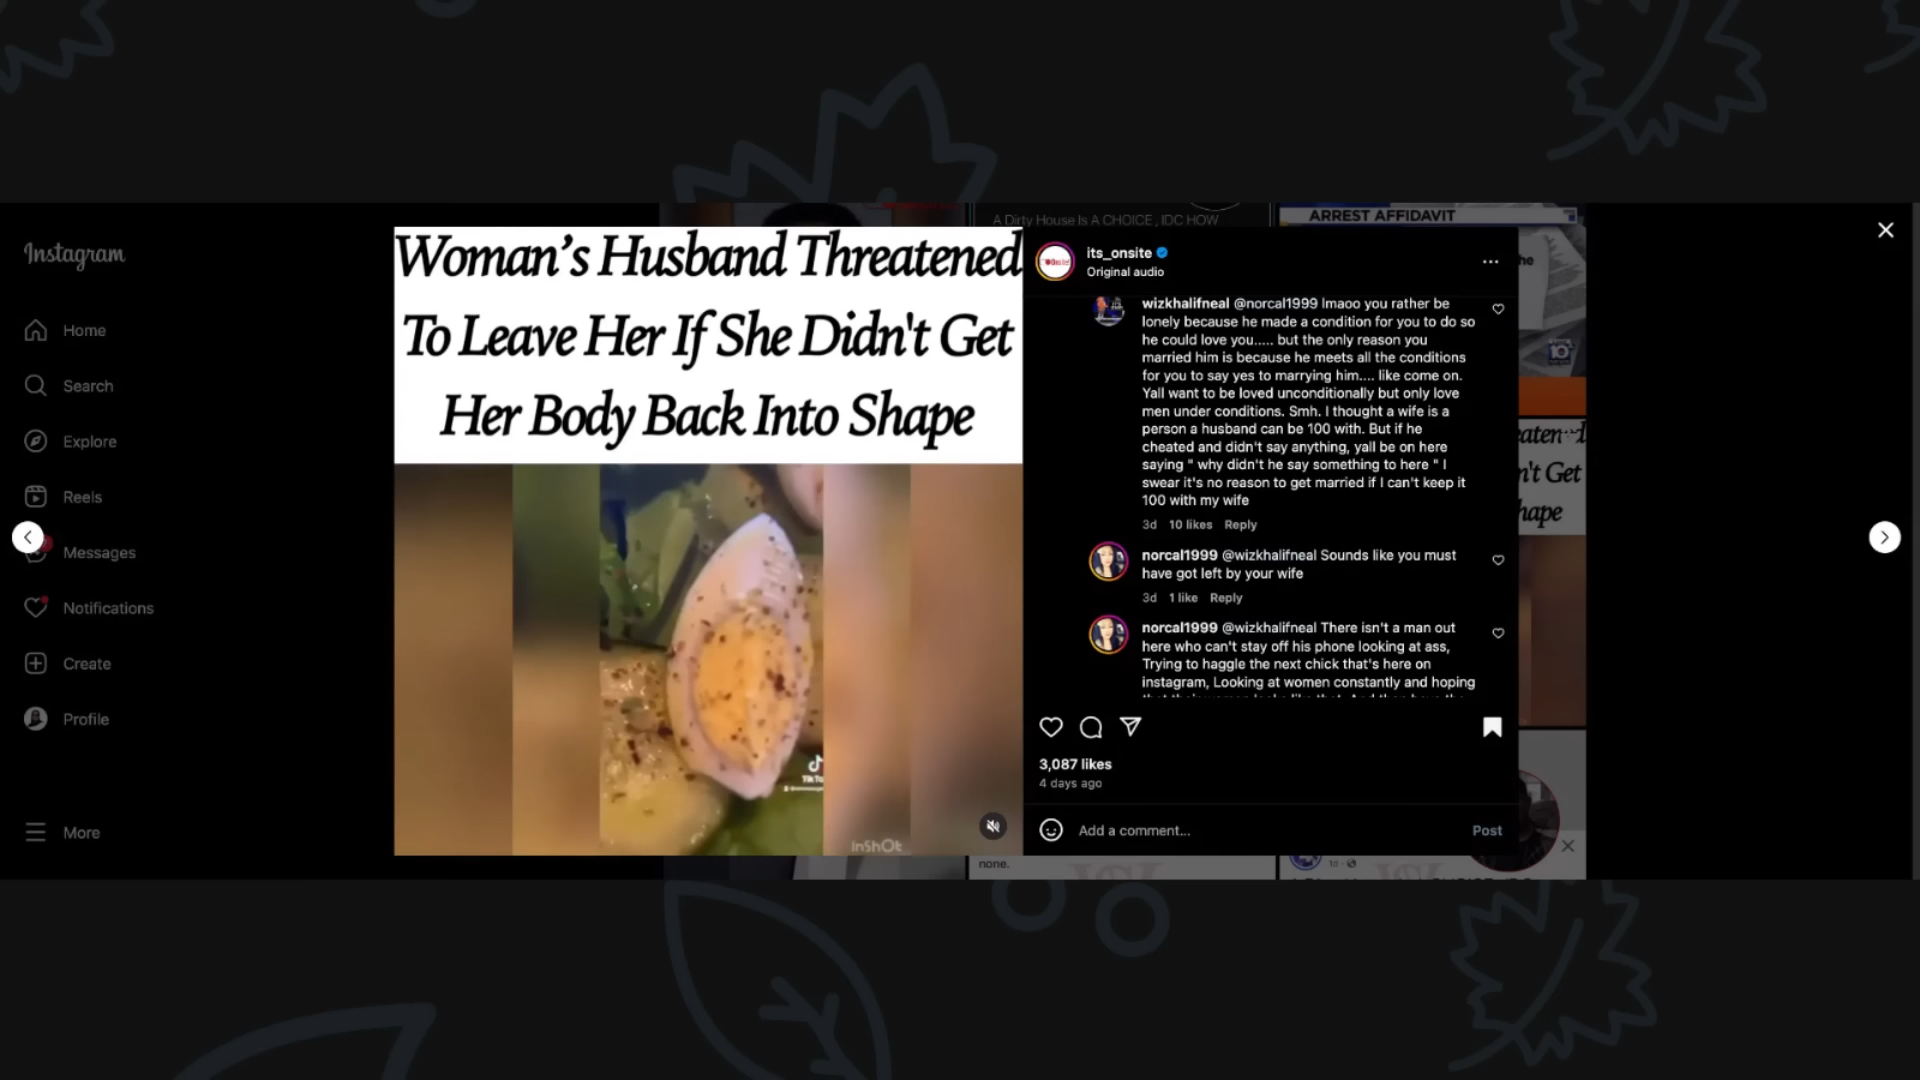 A Dirty House Is A CHOICE , IDC HOW
ARREST AFFIDAVIT
Instagram
Home
Search
Explore
Reels
Messages
Notifications
Create
Profile
More
Woman's Husband Threatened
To Leave Her If She Didn't Get
Her Body Back Into Shape
TikTo
InShOt
its_onsite
Original audio
wizkhalifneal @norcal1999 lmaoo you rather be
lonely because he made a condition for you to do so
he could love you..... but the only reason you
married him is because he meets all the conditions
for you to say yes to marrying him.... like come on.
Yall want to be loved unconditionally but only love
men under conditions. Smh. I thought a wife is a
person a husband can be 100 with. But if he
cheated and didn't say anything, yall be on here
saying " why didn't he say something to here " I
swear it's no reason to get married if I can't keep it
100 with my wife
3d 10 likes Reply
norcal1999 @wizkhalifneal Sounds like you must
have got left by your wife
3d 1 like Reply
norcal1999 @wizkhalifneal There isn't a man out
here who can't stay off his phone looking at ass,
Trying to haggle the next chick that's here on
instagram, Looking at women constantly and hoping
3,087 likes
4 days ago
Add a comment...
Post
he
10
eatened
n't Get
hape
none.
1d